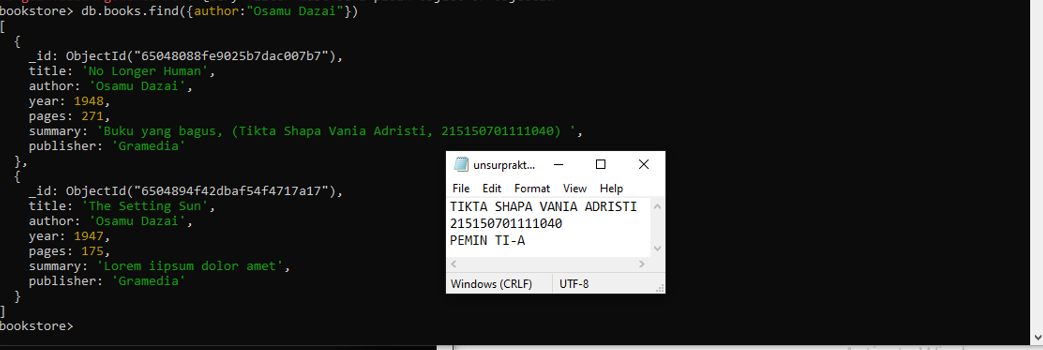 bookstore> db.books.find({author:"Osamu Dazai"})
[
  {
    _id: ObjectId("65048088fe9025b7dac007b7"),
    title: 'No Longer Human',
    author: 'Osamu Dazai',
    year: 1948,
    pages: 271,
    summary: 'Buku yang bagus, (Tikta Shapa Vania Adristi, 215150701111040) ',
    publisher: 'Gramedia'
  },
  {
    _id: ObjectId("6504894f42dbaf54f4717a17"),
    title: 'The Setting Sun',
    author: 'Osamu Dazai',
    year: 1947,
    pages: 175,
    summary: 'Lorem iipsum dolor amet',
    publisher: 'Gramedia'
  }
]
bookstore>
unsurprakt...
File Edit Format View Help
TIKTA SHAPA VANIA ADRISTI
215150701111040
PEMIN TI-A
Windows (CRLF) UTF-8